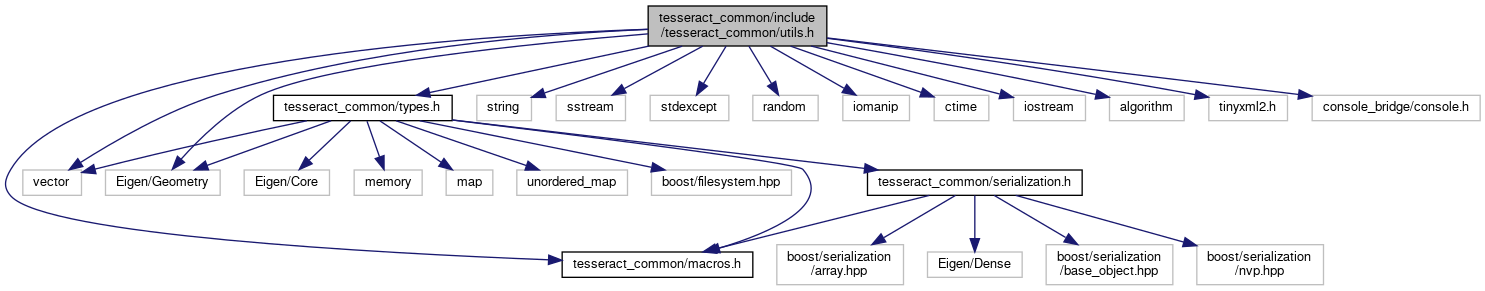 tesseract_common/include
/tesseract_common/utils.h
tesseract_common/types.h
string
sstream
stdexcept
random
iomanip
ctime
iostream
algorithm
tinyxml2.h
console_bridge/console.h
vector
Eigen/Geometry
Eigen/Core
memory
map
unordered_map
boost/filesystem.hpp
tesseract_common/serialization.h
tesseract_common/macros.h
boost/serialization
/array.hpp
Eigen/Dense
boost/serialization
/base_object.hpp
boost/serialization
/nvp.hpp